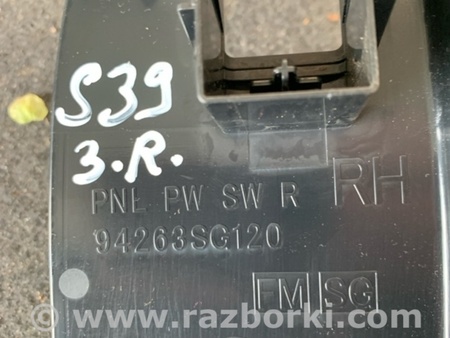 S39
3.R.
PNL PW SW R RH
94263SG120
FM SG
www.razborki.com